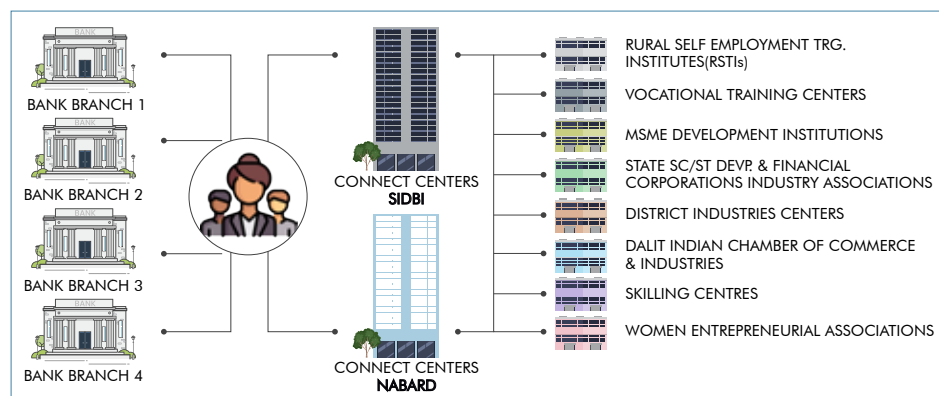 BANK
BANK BRANCH 1
BANK
BANK BRANCH 2
BANK
BANK BRANCH 3
BANK
BANK BRANCH 4
CONNECT CENTERS
SIDBI
CONNECT CENTERS
NABARD
RURAL SELF EMPLOYMENT TRG.
INSTITUTES(RSTIs)
VOCATIONAL TRAINING CENTERS
MSME DEVELOPMENT INSTITUTIONS
STATE SC/ST DEVP. & FINANCIAL
CORPORATIONS INDUSTRY ASSOCIATIONS
DISTRICT INDUSTRIES CENTERS
DALIT INDIAN CHAMBER OF COMMERCE
& INDUSTRIES
SKILLING CENTRES
WOMEN ENTREPRENEURIAL ASSOCIATIONS